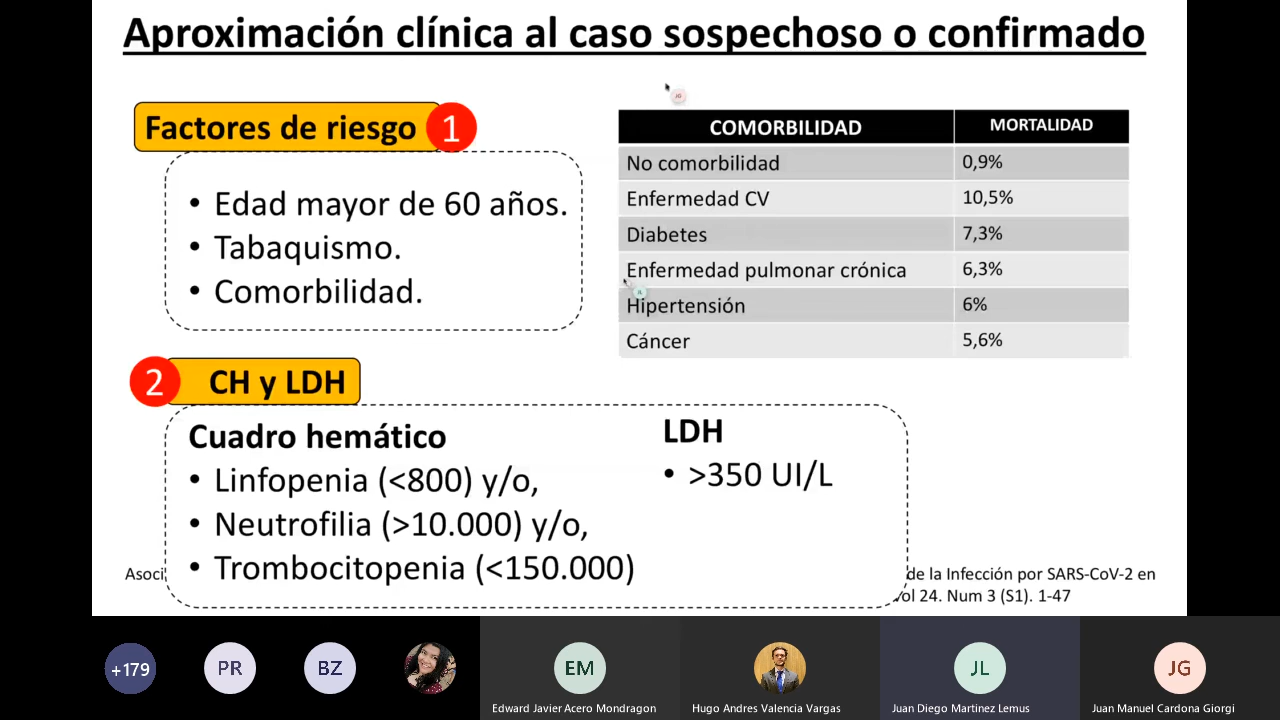 Aproximación clínica al caso sospechoso o confirmado
Factores de riesgo 1
• Edad mayor de 60 años.
• Tabaquismo.
• Comorbilidad.
COMORBILIDAD MORTALIDAD
No comorbilidad 0,9%
Enfermedad CV 10,5%
Diabetes 7,3%
Enfermedad pulmonar crónica 6,3%
Hipertensión 6%
Cáncer 5,6%
JG
JL
2 CH y LDH
Cuadro hemático
• Linfopenia (<800) y/o,
• Neutrofilia (>10.000) y/o,
• Trombocitopenia (<150.000)
LDH
• >350 UI/L
Asoci de la Infección por SARS-CoV-2 en
ol 24. Num 3 (S1). 1-47
+179 PR BZ EM JL JG
Edward Javier Acero Mondragon Hugo Andres Valencia Vargas Juan Diego Martinez Lemus Juan Manuel Cardona Giorgi